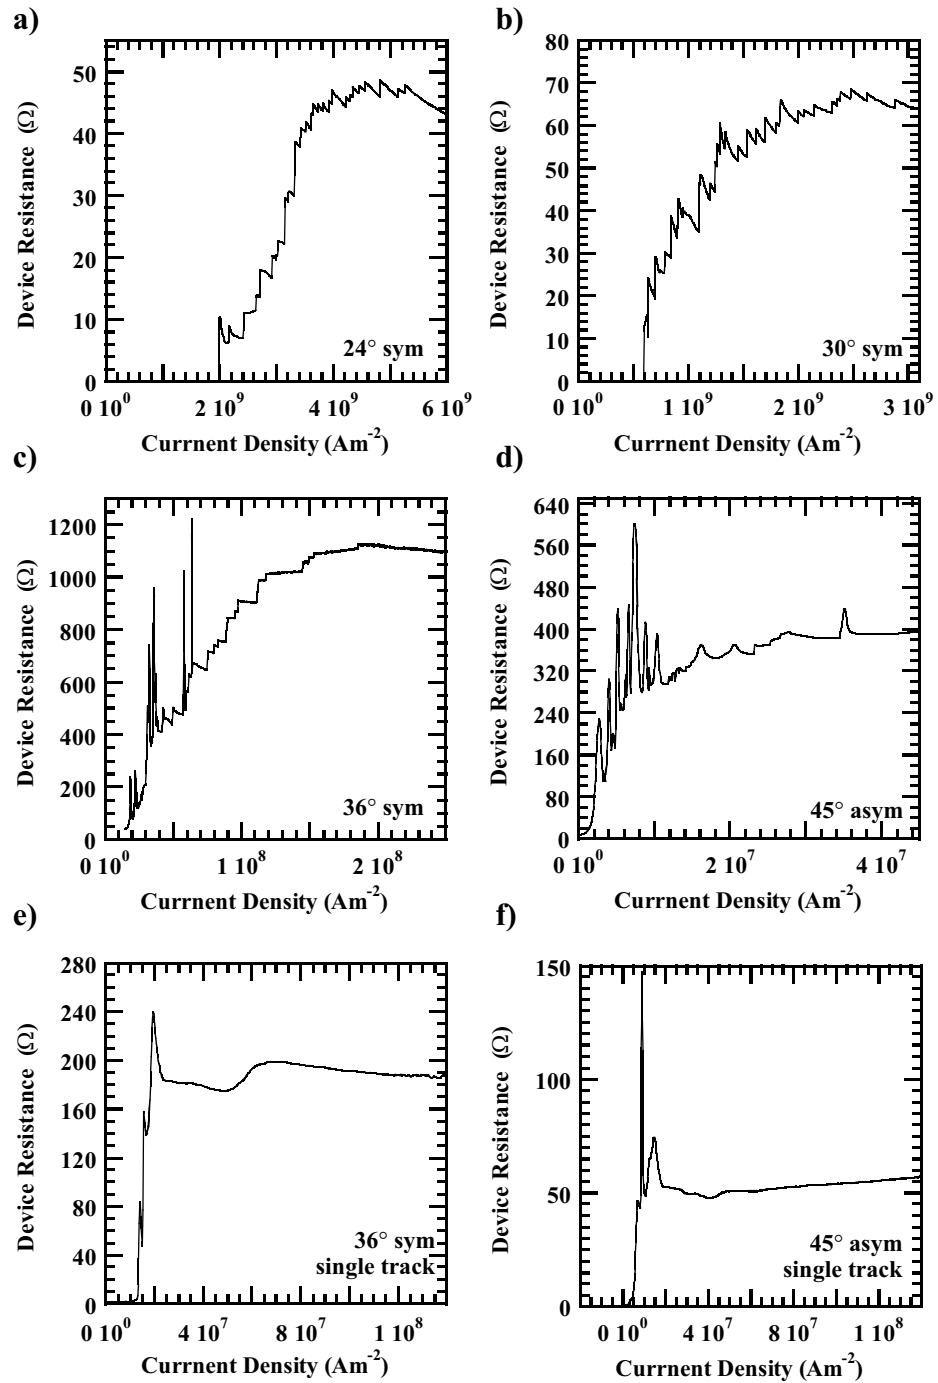 a)
50
40
30
20
10
0
Device Resistance (Ω)
24° sym
0 10⁰ 2 10⁹ 4 10⁹ 6 10⁹
Currnent Density (Am⁻²)
b)
80
70
60
50
40
30
20
10
0
Device Resistance (Ω)
30° sym
0 10⁰ 1 10⁹ 2 10⁹ 3 10⁹
Currnent Density (Am⁻²)
c)
1200
1000
800
600
400
200
0
Device Resistance (Ω)
36° sym
0 10⁰ 1 10⁸ 2 10⁸
Currnent Density (Am⁻²)
d)
640
560
480
400
320
240
160
80
0
Device Resistance (Ω)
45° asym
0 10⁰ 2 10⁷ 4 10⁷
Currnent Density (Am⁻²)
e)
280
240
200
160
120
80
40
0
Device Resistance (Ω)
36° sym
single track
0 10⁰ 4 10⁷ 8 10⁷ 1 10⁸
Currnent Density (Am⁻²)
f)
150
100
50
0
Device Resistance (Ω)
45° asym
single track
0 10⁰ 4 10⁷ 8 10⁷ 1 10⁸
Currnent Density (Am⁻²)